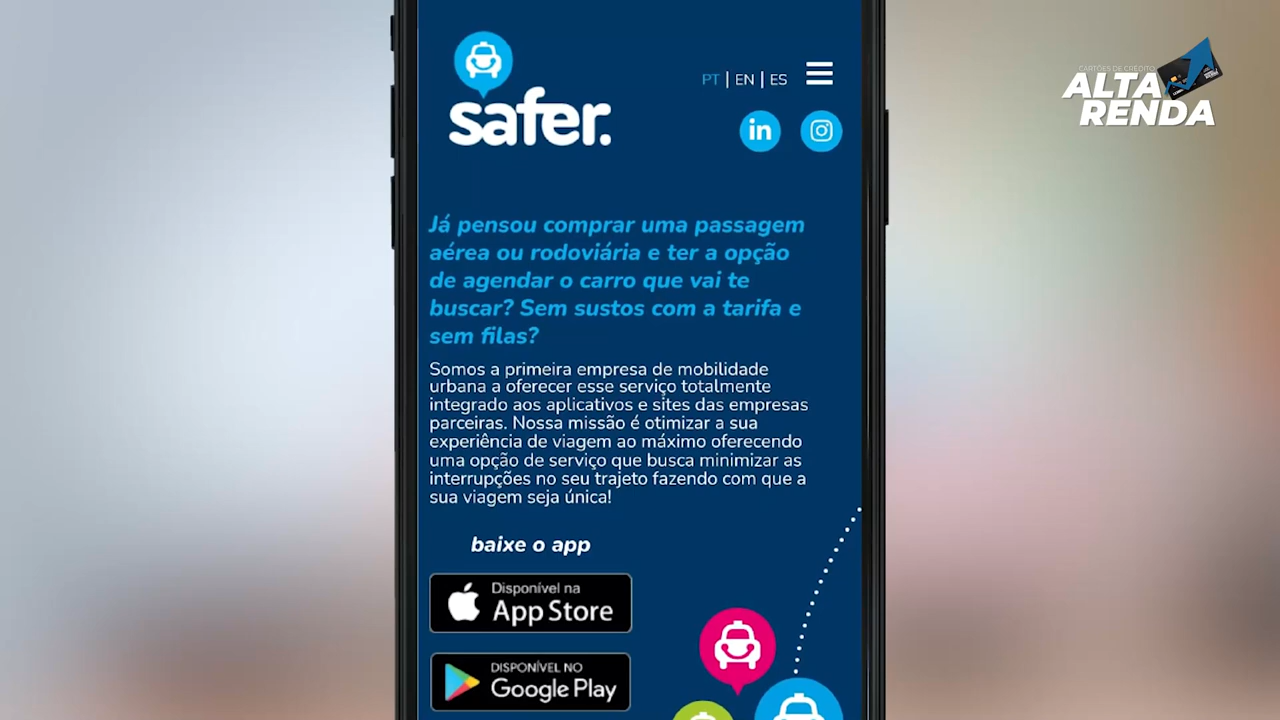 safer.
PT | EN | ES
in
CARTÕES DE CRÉDITO
ALTA
RENDA
Já pensou comprar uma passagem
aérea ou rodoviária e ter a opção
de agendar o carro que vai te
buscar? Sem sustos com a tarifa e
sem filas?
Somos a primeira empresa de mobilidade
urbana a oferecer esse serviço totalmente
integrado aos aplicativos e sites das empresas
parceiras. Nossa missão é otimizar a sua
experiência de viagem ao máximo oferecendo
uma opção de serviço que busca minimizar as
interrupções no seu trajeto fazendo com que a
sua viagem seja única!
baixe o app
Disponível na
App Store
DISPONÍVEL NO
Google Play